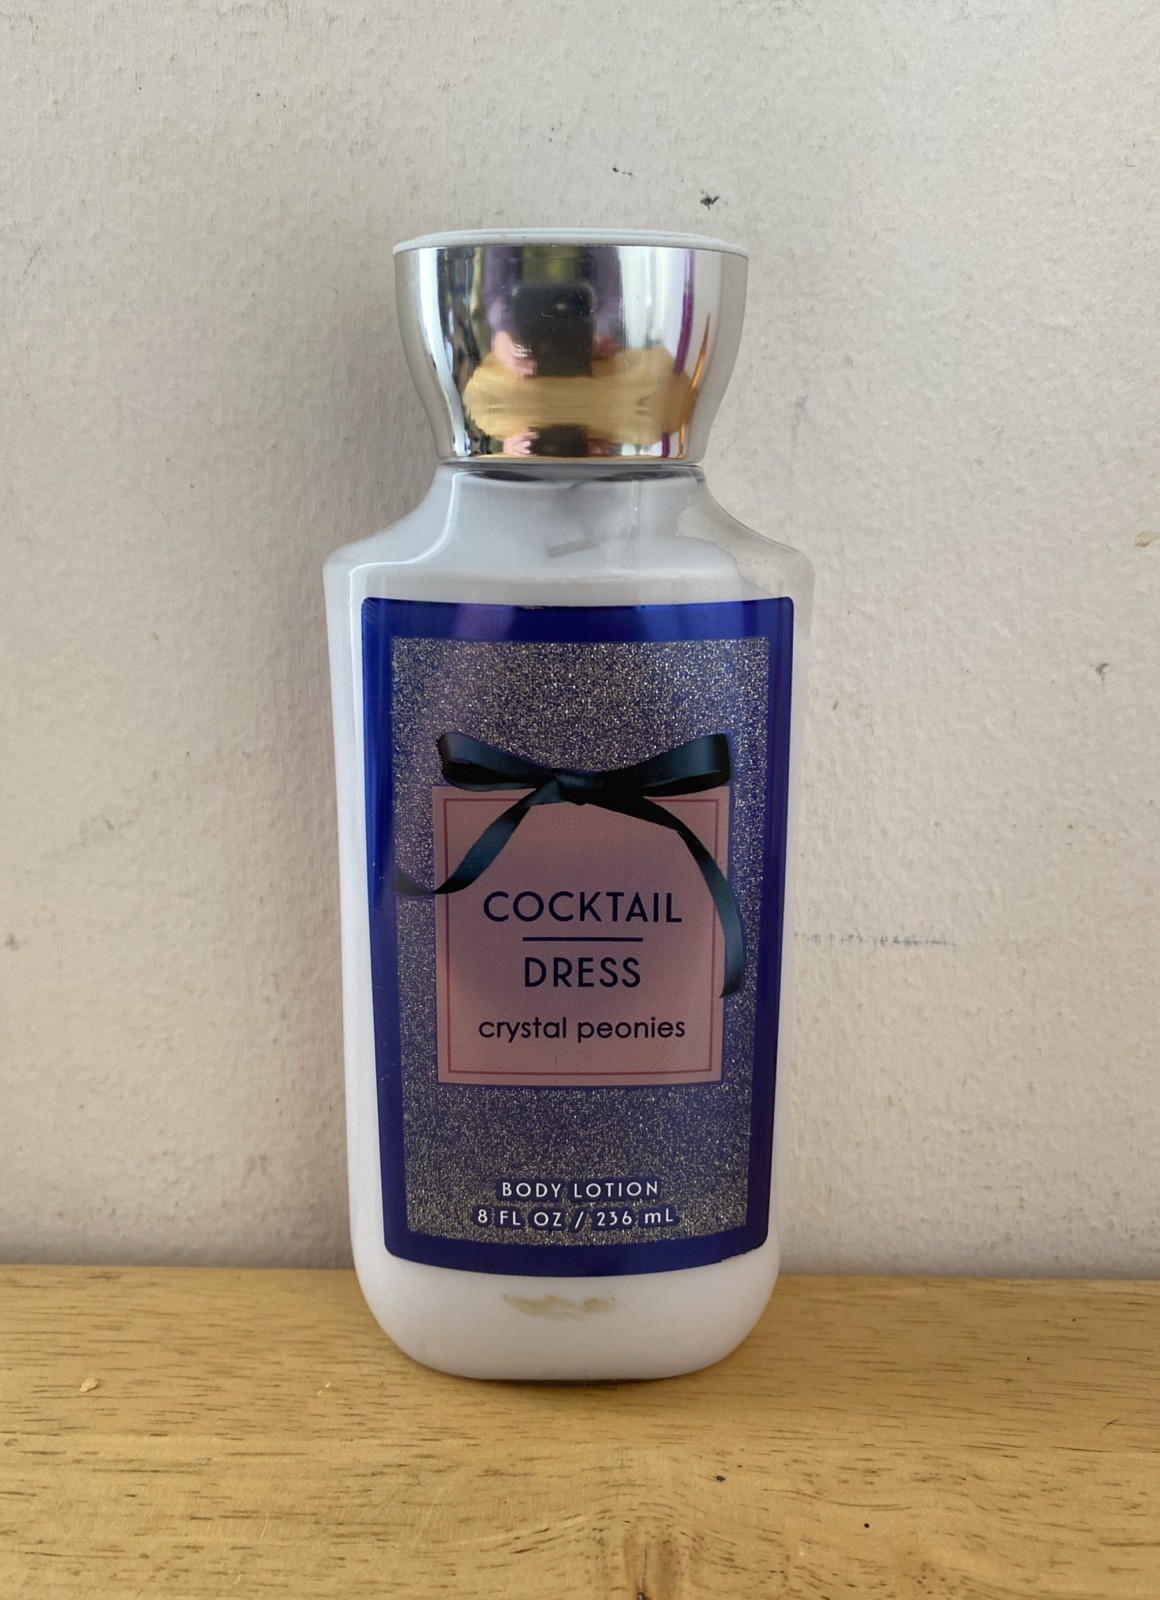 COCKTAIL
DRESS
crystal peonies
BODY LOTION
8 FL OZ / 236 mL